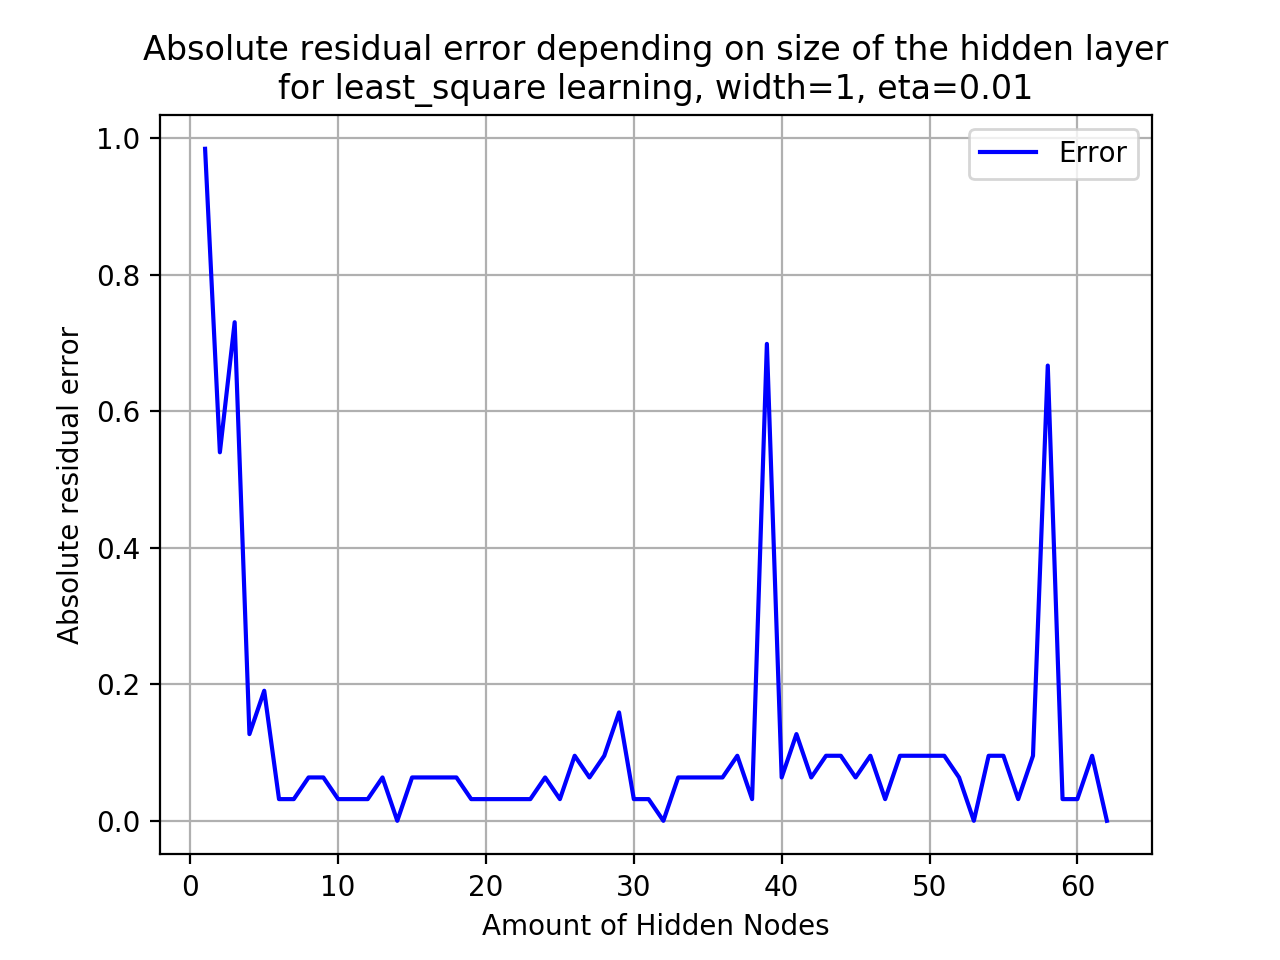 Absolute residual error depending on size of the hidden layer
for least_square learning, width=1, eta=0.01
Error
Absolute residual error
1.0
0.8
0.6
0.4
0.2
0.0
0 10 20 30 40 50 60
Amount of Hidden Nodes